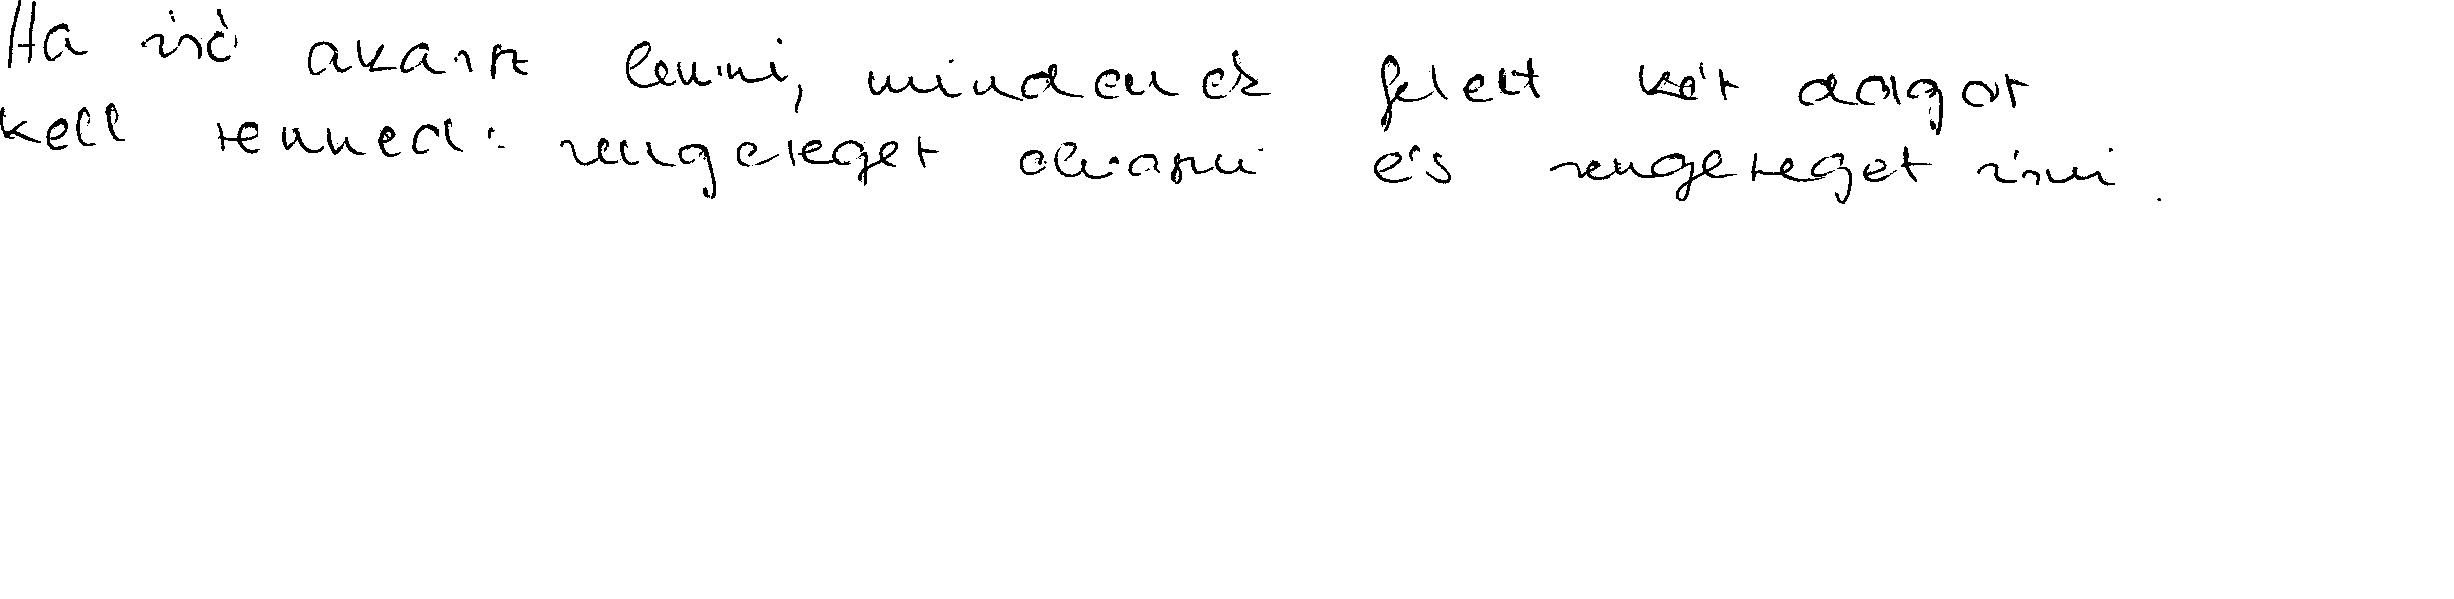 Ha író akarsz lenni, mindenek felett két dolgot
kell tenned: rengeteget olvasni és rengeteget írni.